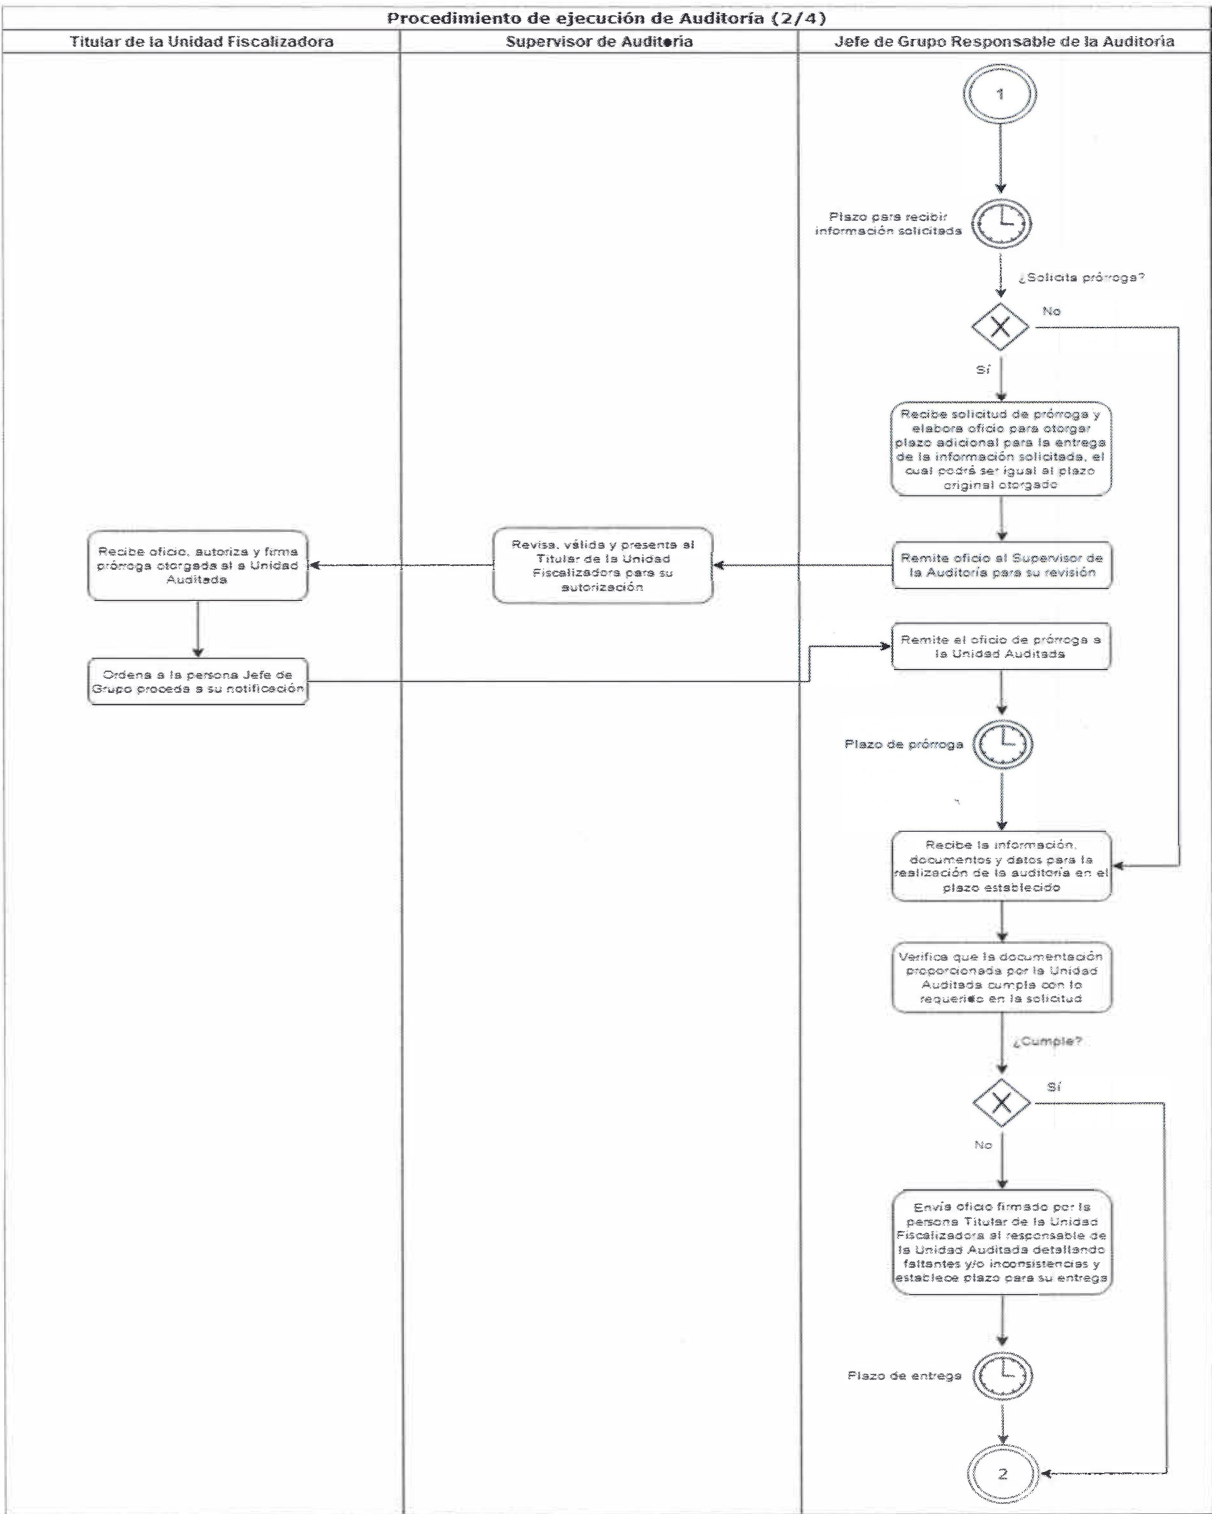 Procedimiento de ejecución de Auditoría (2/4)
Titular de la Unidad Fiscalizadora
Supervisor de Auditoría
Jefe de Grupo Responsable de la Auditoría
1
Plazo para recibir
información solicitada
¿Solicita prórroga?
No
Sí
Recibe solicitud de prórroga y
elabora oficio para otorgar
plazo adicional para la entrega
de la información solicitada, el
cual podrá ser igual al plazo
original otorgado
Remite oficio al Supervisor de
la Auditoría para su revisión
Revisa, válida y presenta al
Titular de la Unidad
Fiscalizadora para su
autorización
Recibe oficio, autoriza y firma
prórroga otorgada al a Unidad
Auditada
Ordena a la persona Jefe de
Grupo proceda a su notificación
Remite el oficio de prórroga a
la Unidad Auditada
Plazo de prórroga
Recibe la información,
documentos y datos para la
realización de la auditoría en el
plazo establecido
Verifica que la documentación
proporcionada por la Unidad
Auditada cumpla con lo
requerido en la solicitud
¿Cumple?
Sí
No
Envía oficio firmado por la
persona Titular de la Unidad
Fiscalizadora al responsable de
la Unidad Auditada detallando
faltantes y/o inconsistencias y
establece plazo para su entrega
Plazo de entrega
2